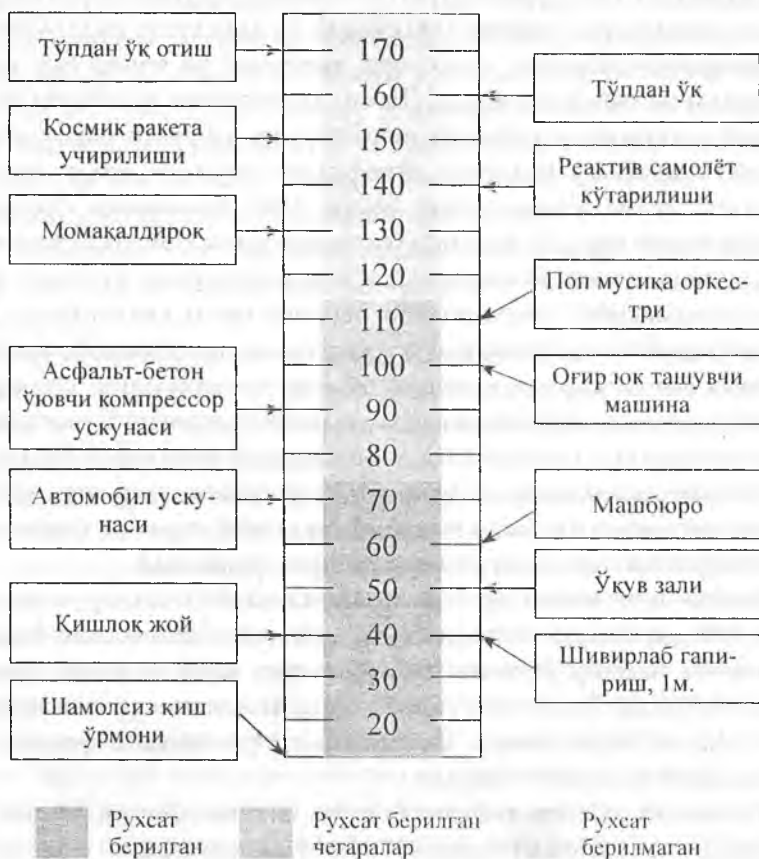 Тўпдан ўқ отиш
Космик ракета
учирилиши
Момақалдироқ
Асфальт-бетон
ўювчи компрессор
ускунаси
Автомобил уску-
наси
Қишлоқ жой
Шамолсиз қиш
ўрмони
170
160
150
140
130
120
110
100
90
80
70
60
50
40
30
20
Тўпдан ўқ
Реактив самолёт
кўтарилиши
Поп мусиқа оркес-
три
Оғир юк ташувчи
машина
Машбюро
Ўқув зали
Шивирлаб гапи-
риш, 1м.
Рухсат
берилган
Рухсат берилган
чегаралар
Рухсат
берилмаган